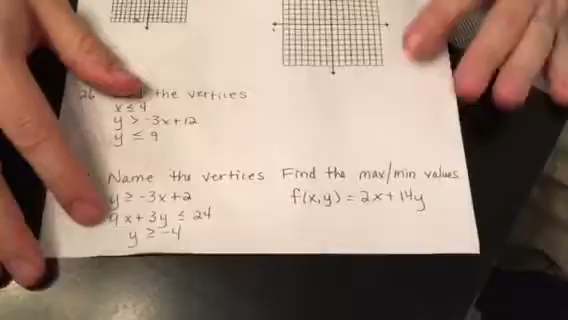 26 the vertices
x ≤ 4
y > -3x+12
y ≤ 9
Name the vertices Find the max/min values
y ≥ -3x+2 f(x,y) = 2x+14y
9x+3y ≤ 24
y ≥ -4